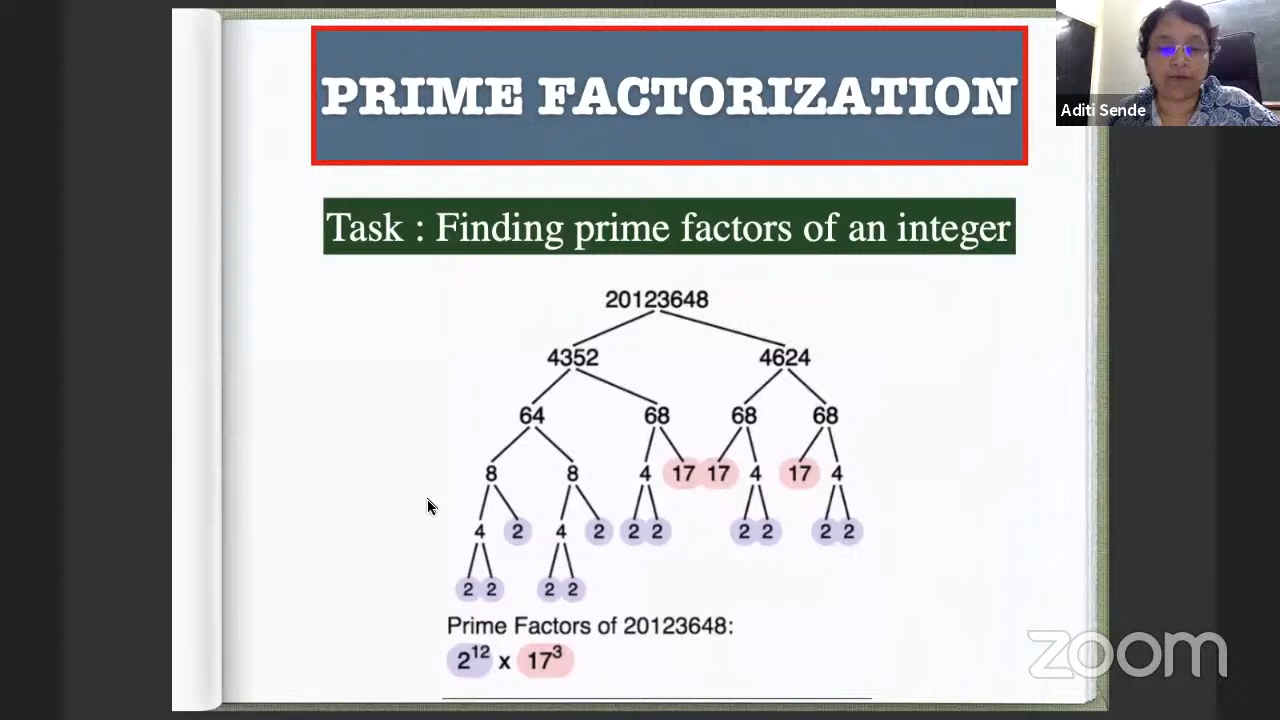 PRIME FACTORIZATION
Aditi Sende
Task : Finding prime factors of an integer
20123648
4352 4624
64 68 68 68
8 8 4 17 17 4 17 4
4 2 4 2 2 2 2 2 2 2
2 2 2 2
Prime Factors of 20123648:
2¹² x 17³
zoom